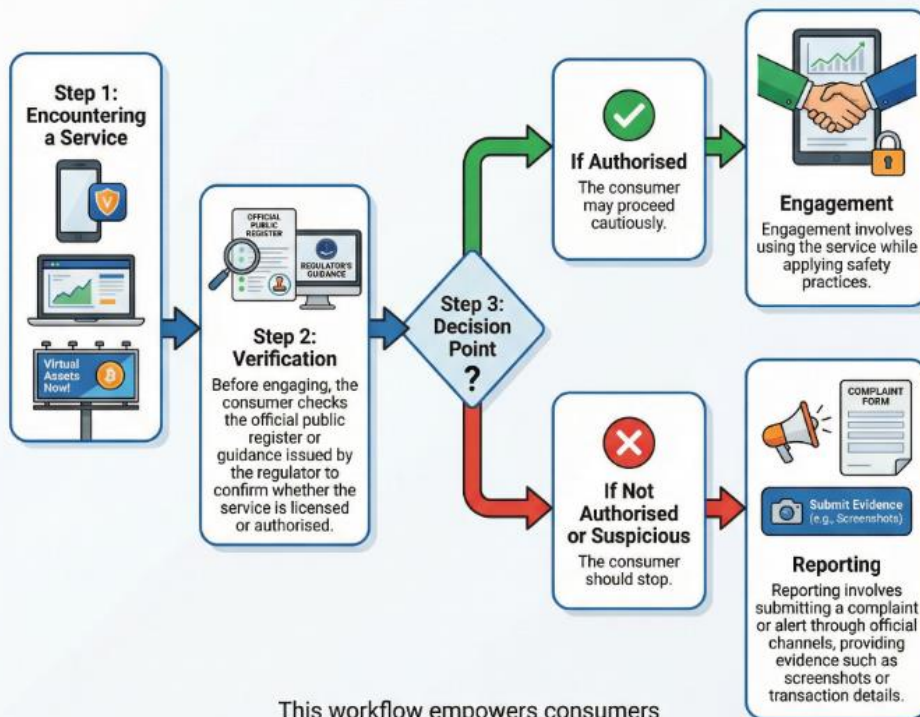 Step 1:
Encountering
a Service
V
Virtual
Assets
Now!
OFFICIAL
PUBLIC
REGISTER
REGULATOR'S
GUIDANCE
Step 2:
Verification
Before engaging, the
consumer checks
the official public
register or
guidance issued by
the regulator to
confirm whether the
service is licensed
or authorised.
Step 3:
Decision
Point
?
If Authorised
The consumer
may proceed
cautiously.
Engagement
Engagement involves
using the service while
applying safety
practices.
If Not
Authorised
or Suspicious
The consumer
should stop.
COMPLAINT
FORM
Submit Evidence
(e.g., Screenshots)
Reporting
Reporting involves
submitting a complaint
or alert through official
channels, providing
evidence such as
screenshots or
transaction details.
This workflow empowers consumers